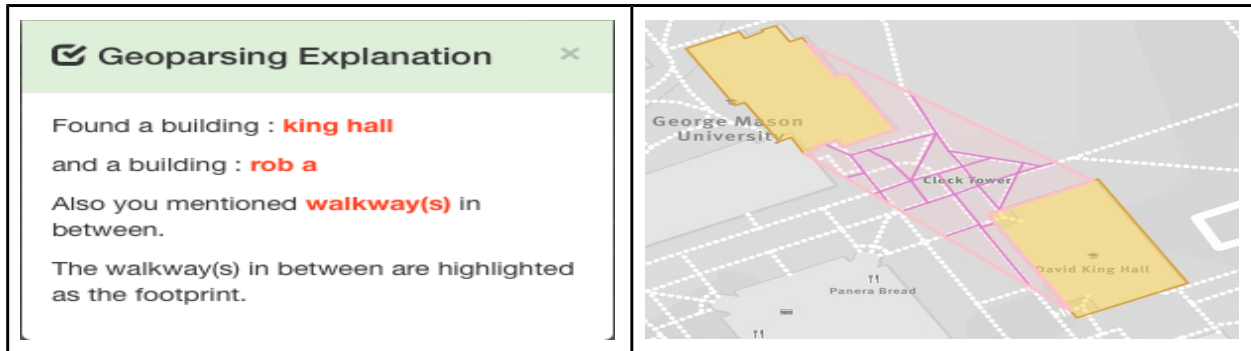 Geoparsing Explanation ×
Found a building : king hall
and a building : rob a
Also you mentioned walkway(s) in
between.
The walkway(s) in between are highlighted
as the footprint.
George Mason
University
Clock Tower
David King Hall
Panera Bread